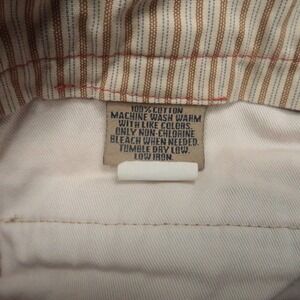 100% COTTON
MACHINE WASH WARM
WITH LIKE COLORS.
ONLY NON-CHLORINE
BLEACH WHEN NEEDED.
TUMBLE DRY LOW.
LOW IRON.